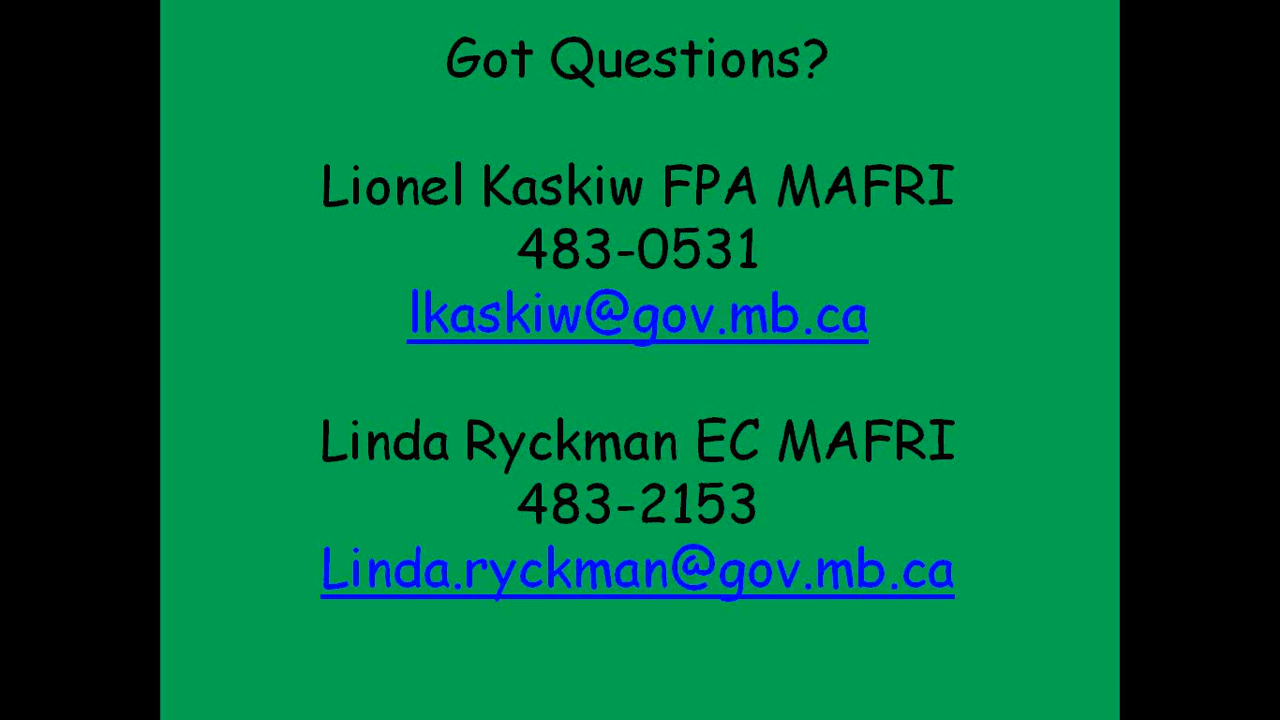 Got Questions?
Lionel Kaskiw FPA MAFRI
483-0531
lkaskiw@gov.mb.ca
Linda Ryckman EC MAFRI
483-2153
Linda.ryckman@gov.mb.ca